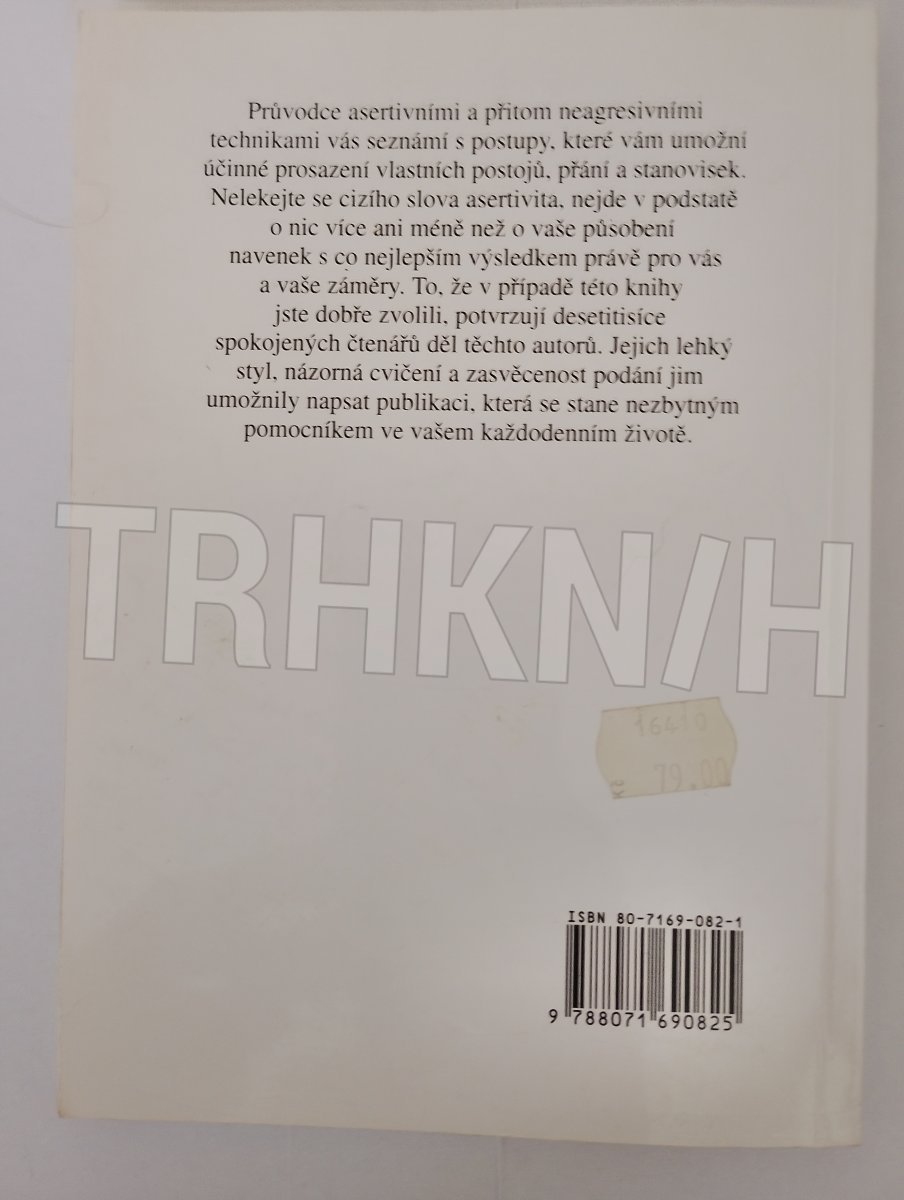 Průvodce asertivními a přitom neagresivními
technikami vás seznámí s postupy, které vám umožní
účinné prosazení vlastních postojů, přání a stanovisek.
Nelekejte se cizího slova asertivita, nejde v podstatě
o nic více ani méně než o vaše působení
navenek s co nejlepším výsledkem právě pro vás
a vaše záměry. To, že v případě této knihy
jste dobře zvolili, potvrzují desetitisíce
spokojených čtenářů děl těchto autorů. Jejich lehký
styl, názorná cvičení a zasvěcenost podání jim
umožnily napsat publikaci, která se stane nezbytným
pomocníkem ve vašem každodenním životě.
TRHKN/H
16410
Kč 79.00
ISBN 80-7169-082-1
9 788071 690825